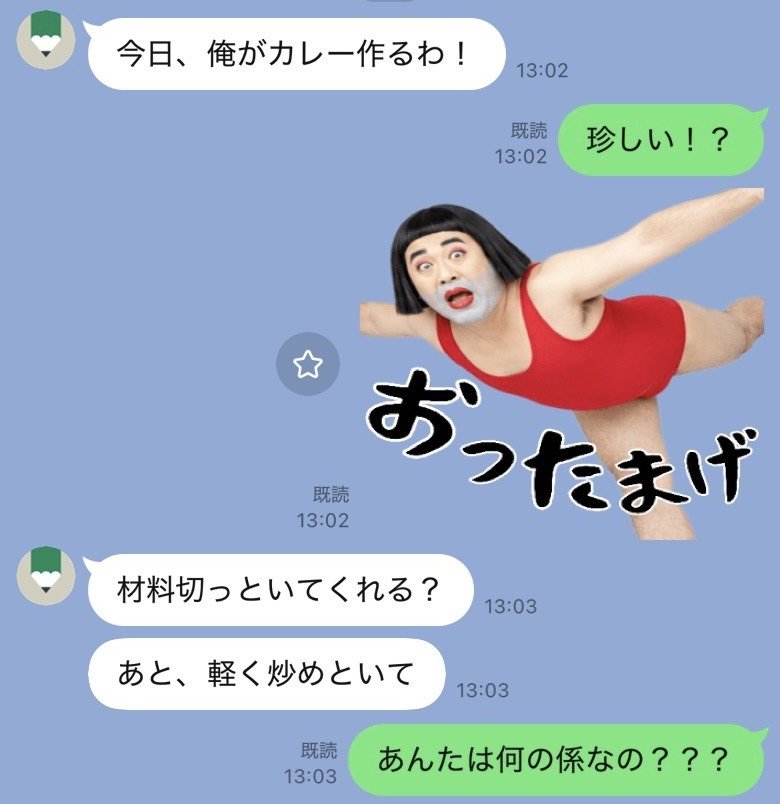 今日、俺がカレー作るわ！
13:02
既読
13:02
珍しい！？
おったまげ
既読
13:02
材料切っといてくれる？
13:03
あと、軽く炒めといて
13:03
既読
13:03
あんたは何の係なの？？？